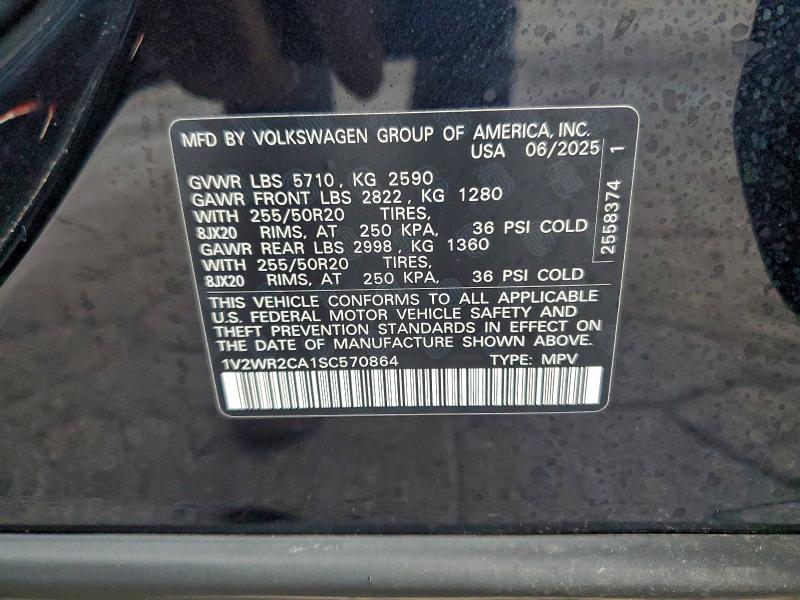 MFD BY VOLKSWAGEN GROUP OF AMERICA, INC.
USA 06/2025
GVWR LBS 5710, KG 2590
GAWR FRONT LBS 2822, KG 1280
WITH 255/50R20 TIRES,
8JX20 RIMS, AT 250 KPA, 36 PSI COLD
GAWR REAR LBS 2998, KG 1360
WITH 255/50R20 TIRES,
8JX20 RIMS, AT 250 KPA, 36 PSI COLD
THIS VEHICLE CONFORMS TO ALL APPLICABLE
U.S. FEDERAL MOTOR VEHICLE SAFETY AND
THEFT PREVENTION STANDARDS IN EFFECT ON
THE DATE OF MANUFACTURE SHOWN ABOVE.
1V2WR2CA1SC570864 TYPE: MPV
2558374 1